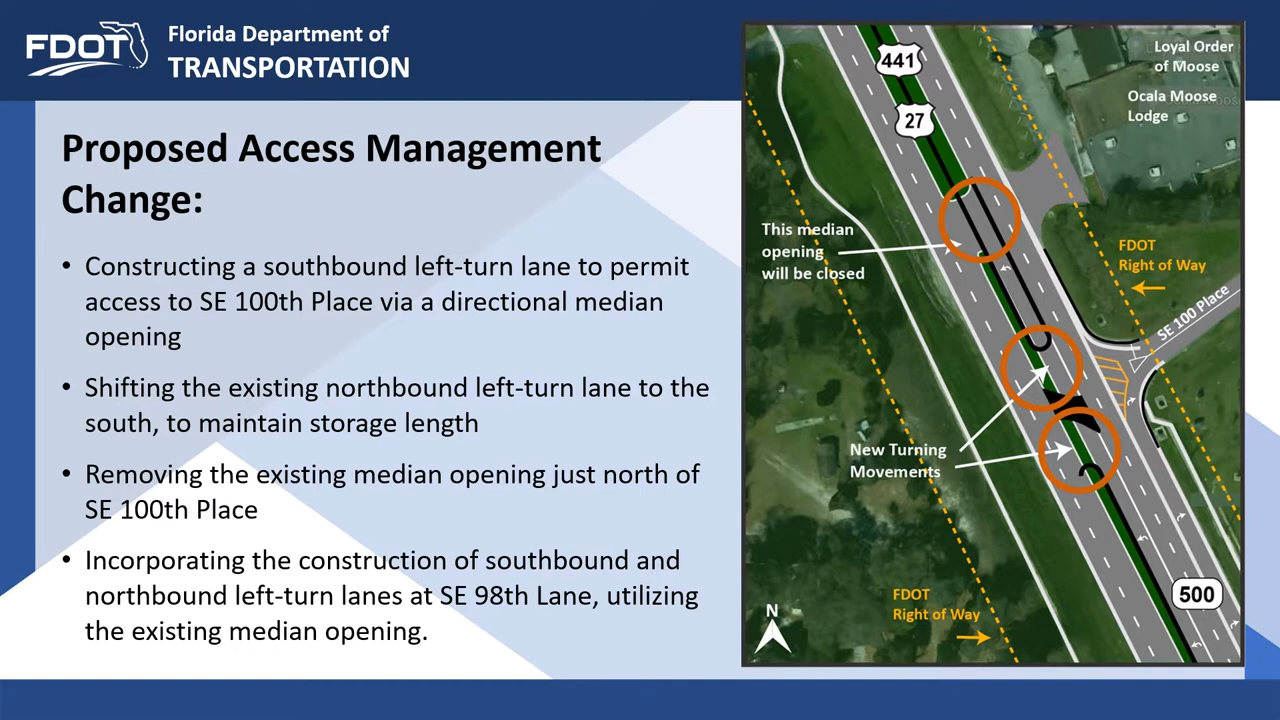 FDOT
Florida Department of
TRANSPORTATION
Proposed Access Management
Change:
• Constructing a southbound left-turn lane to permit
access to SE 100th Place via a directional median
opening
• Shifting the existing northbound left-turn lane to the
south, to maintain storage length
• Removing the existing median opening just north of
SE 100th Place
• Incorporating the construction of southbound and
northbound left-turn lanes at SE 98th Lane, utilizing
the existing median opening.
441
27
Loyal Order
of Moose
Ocala Moose
Lodge
This median
opening
will be closed
FDOT
Right of Way
SE 100 Place
New Turning
Movements
FDOT
Right of Way
500
N